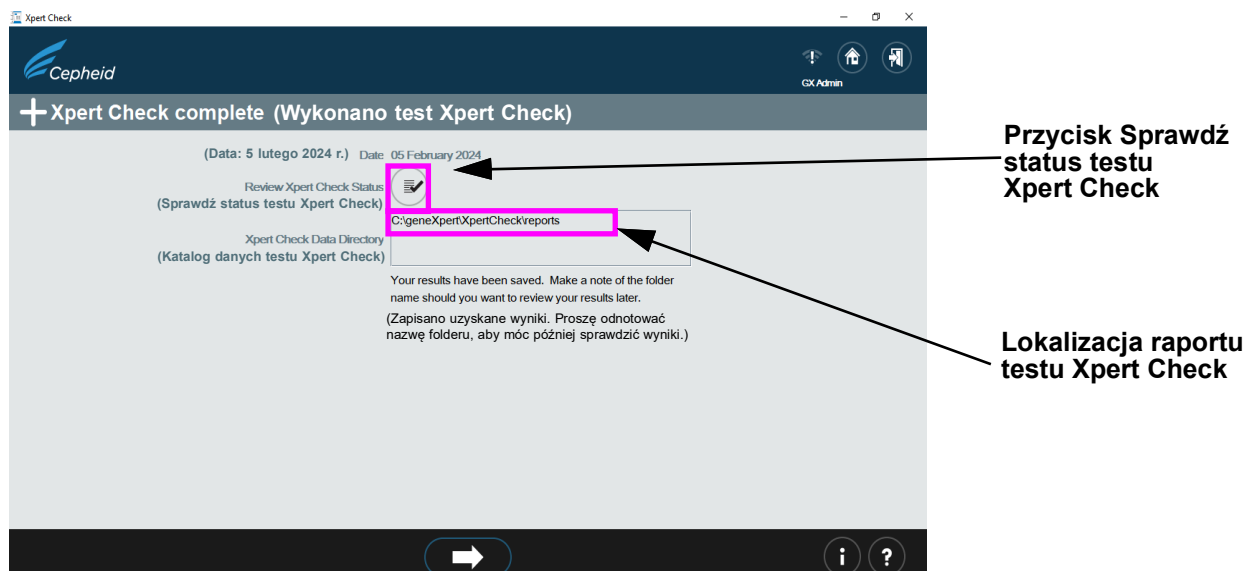 Xpert Check
Cepheid
GX Admin
Xpert Check complete (Wykonano test Xpert Check)
(Data: 5 lutego 2024 r.) Date 05 February 2024
Review Xpert Check Status
(Sprawdź status testu Xpert Check)
C:\geneXpert\XpertCheck\reports
Xpert Check Data Directory
(Katalog danych testu Xpert Check)
Your results have been saved. Make a note of the folder
name should you want to review your results later.
(Zapisano uzyskane wyniki. Proszę odnotować
nazwę folderu, aby móc później sprawdzić wyniki.)
Przycisk Sprawdź
status testu
Xpert Check
Lokalizacja raportu
testu Xpert Check
i
?